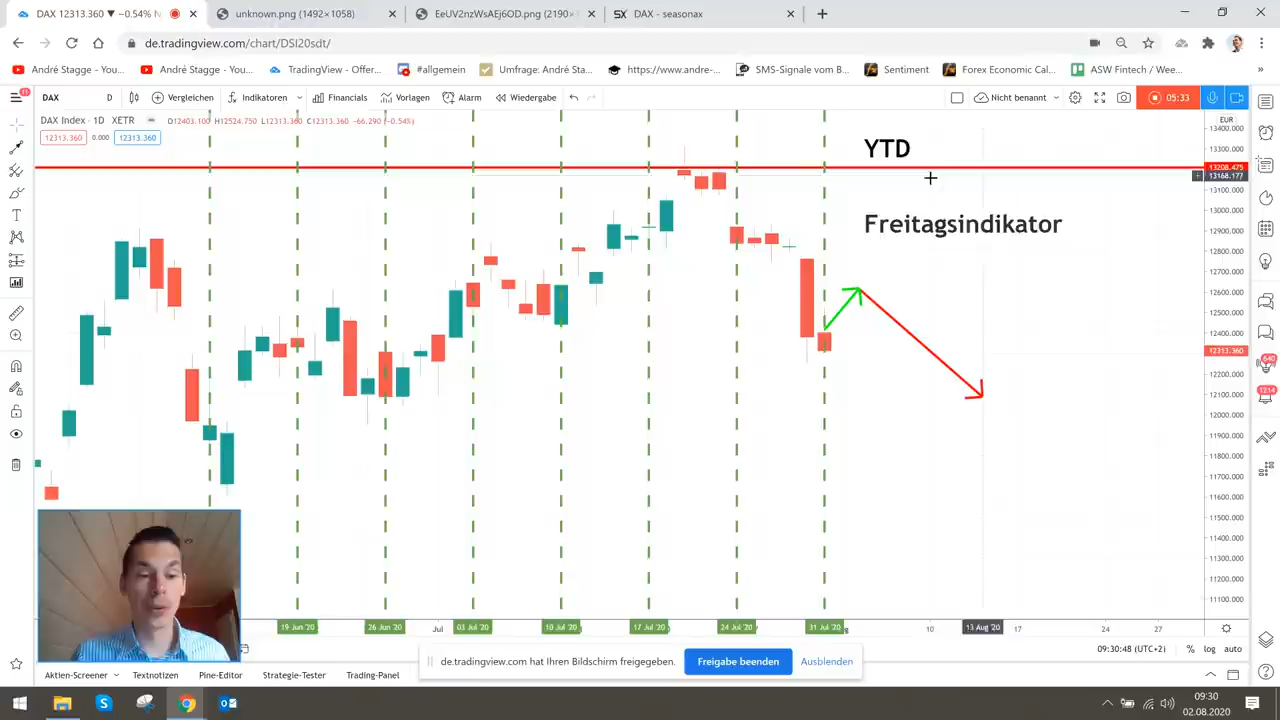 DAX 12313.360 ▼ −0.54% N
unknown.png (1492×1058)
EeUV2nzWsAEj6OD.png (2190×
DAX - seasonax
de.tradingview.com/chart/DSI20sdt/
André Stagge - You...
André Stagge - You...
TradingView - Offer...
#allgemein
Umfrage: André Sta...
https://www.andre-...
SMS-Signale vom B...
Sentiment
Forex Economic Cal...
ASW Fintech / Wee...
»
11
DAX
D
Vergleichen
Indikatoren
Financials
Vorlagen
Alarm
Wiedergabe
Nicht benannt
05:33
DAX Index · 1D XETR
O12403.100 H12524.750 L12313.360 C12313.360 −66.290 (−0.54%)
12313.360
0.000
12313.360
EUR
YTD
Freitagsindikator
13400.000
13300.000
13208.475
13168.177
13100.000
13000.000
12900.000
12800.000
12700.000
12600.000
12500.000
12400.000
12313.360
12200.000
12100.000
12000.000
11900.000
11800.000
11700.000
11600.000
11500.000
11400.000
11300.000
11200.000
11100.000
640
1214
19 Jun '20
26 Jun '20
Jul
03 Jul '20
10 Jul '20
17 Jul '20
24 Jul '20
31 Jul '20
10
13 Aug '20
17
24
27
09:30:48 (UTC+2)
%
log
auto
de.tradingview.com hat Ihren Bildschirm freigegeben.
Freigabe beenden
Ausblenden
Aktien-Screener
Textnotizen
Pine-Editor
Strategie-Tester
Trading-Panel
09:30
02.08.2020